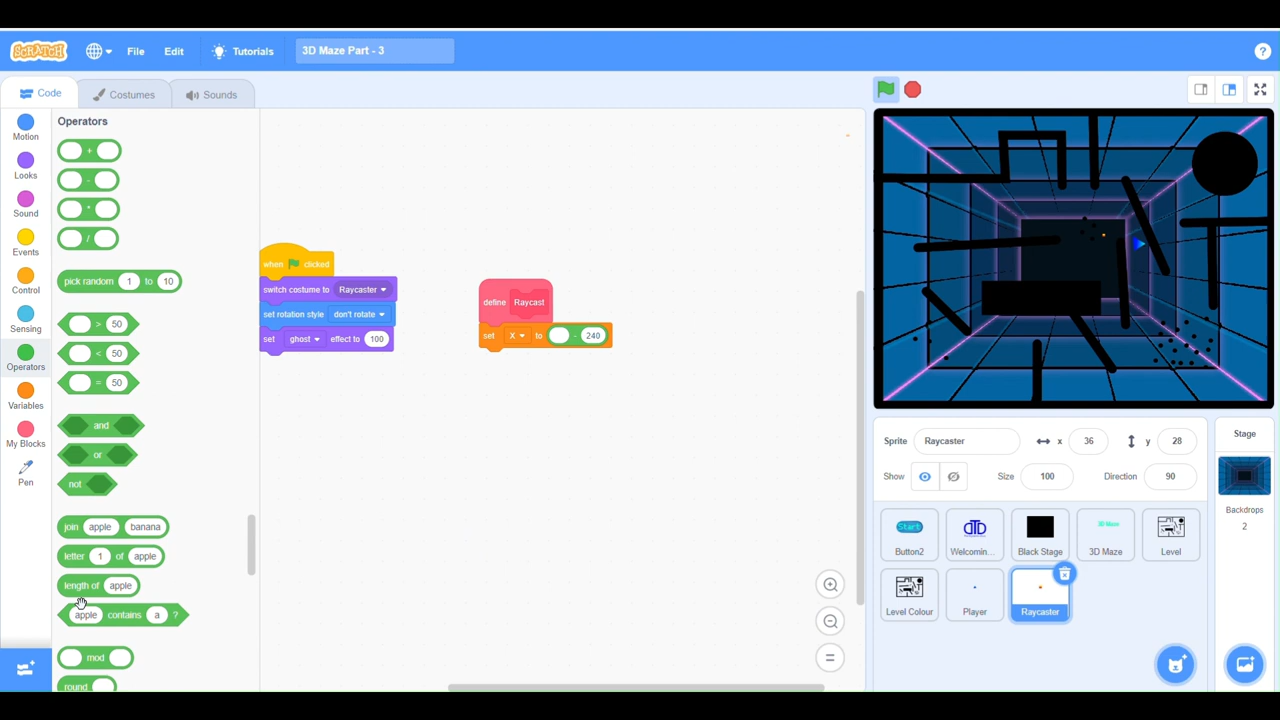 SCRATCH File Edit Tutorials 3D Maze Part - 3 ?
Code Costumes Sounds
Motion
Looks
Sound
Events
Control
Sensing
Operators
Variables
My Blocks
Pen
Operators
+
-
*
/
pick random 1 to 10
> 50
< 50
= 50
and
or
not
join apple banana
letter 1 of apple
length of apple
apple contains a ?
mod
round
when clicked
switch costume to Raycaster
set rotation style don't rotate
set ghost effect to 100
define Raycast
set X to - 240
Sprite Raycaster x 36 y 28
Show Size 100 Direction 90
Button2 Welcomin... Black Stage 3D Maze Level
Level Colour Player Raycaster
Stage
Backdrops
2